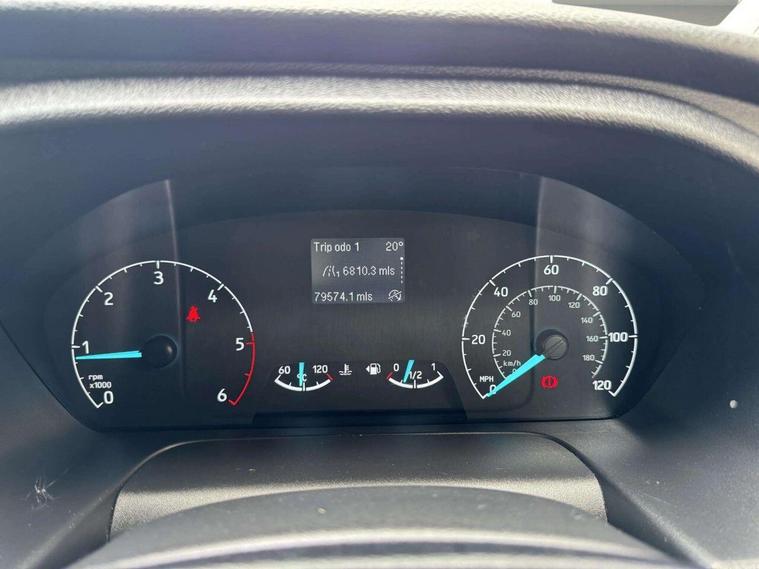 Trip odo 1 20°
1 6810.3 mls
79574.1 mls
0 1 2 3 4 5 6
rpm
x1000
60 120
°C
0 1/2 1
0 20 40 60 80 100 120
MPH
20 40 60 80 100 120 140 160 180
km/h